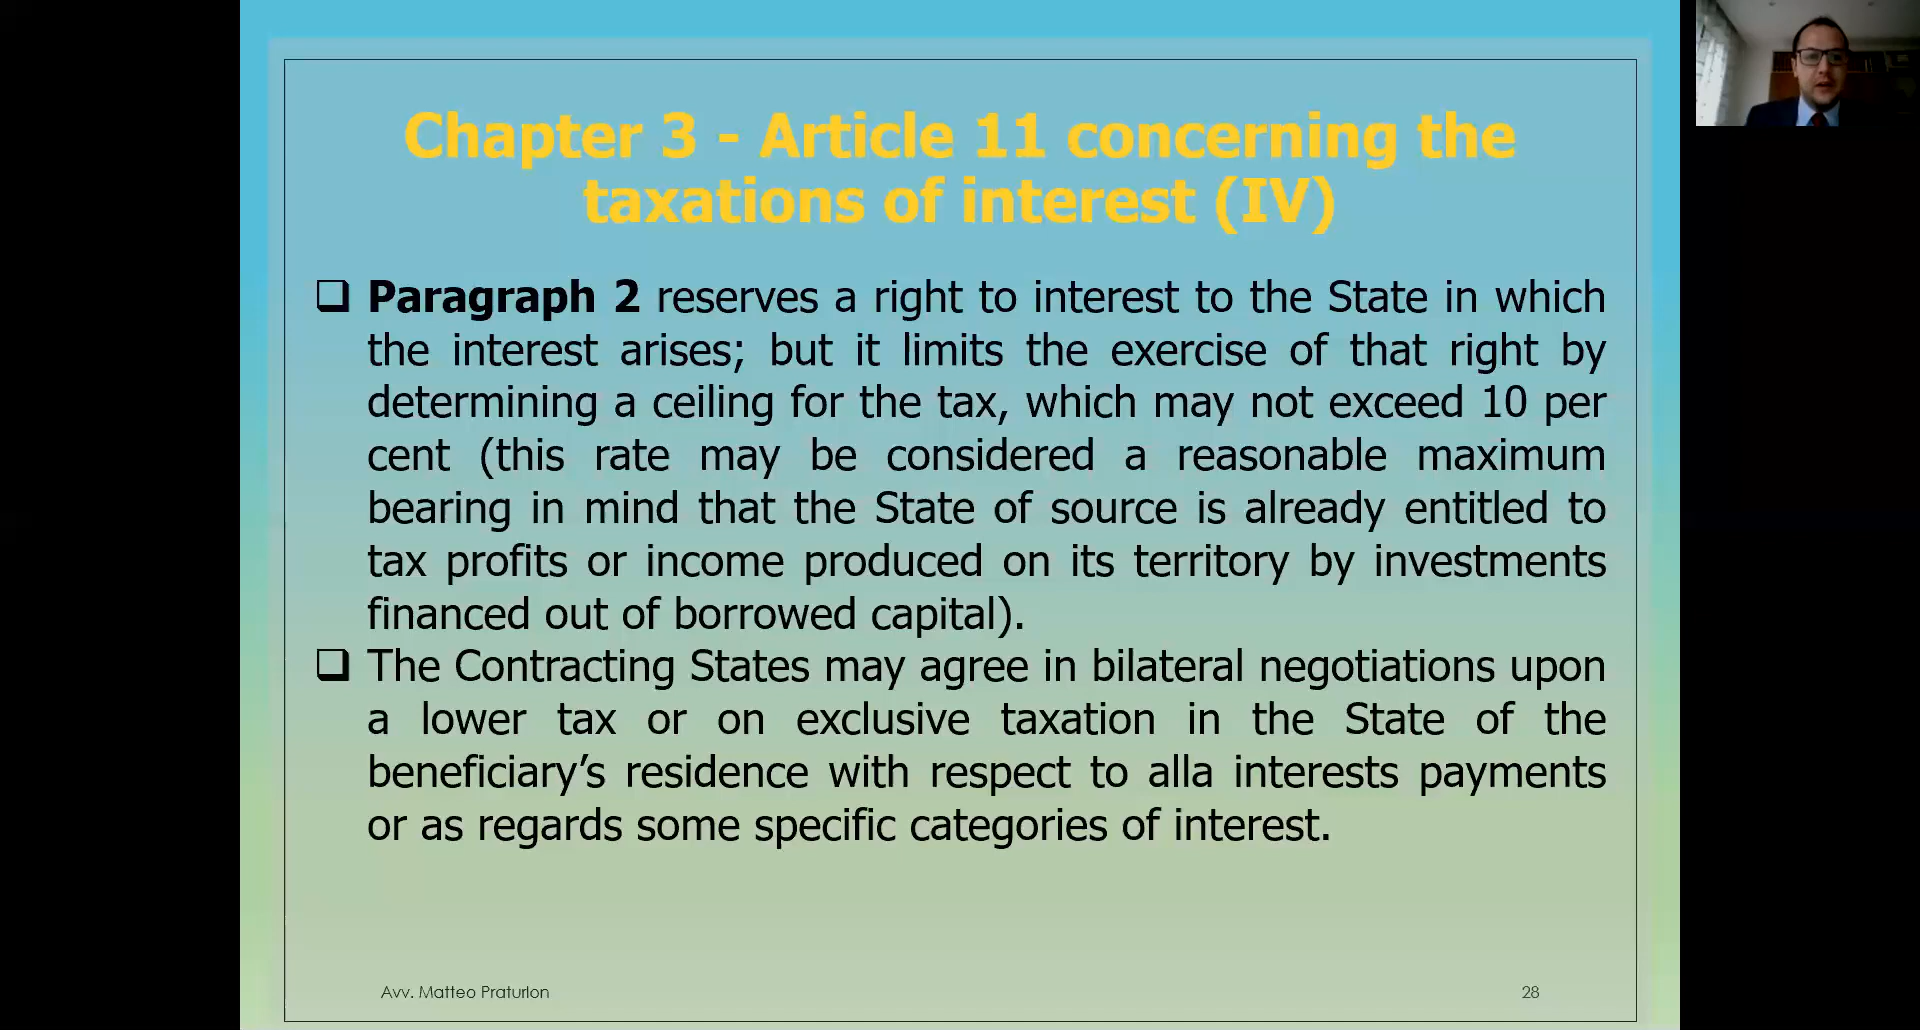 Chapter 3 - Article 11 concerning the
taxations of interest (IV)
Paragraph 2 reserves a right to interest to the State in which
the interest arises; but it limits the exercise of that right by
determining a ceiling for the tax, which may not exceed 10 per
cent (this rate may be considered a reasonable maximum
bearing in mind that the State of source is already entitled to
tax profits or income produced on its territory by investments
financed out of borrowed capital).
The Contracting States may agree in bilateral negotiations upon
a lower tax or on exclusive taxation in the State of the
beneficiary’s residence with respect to alla interests payments
or as regards some specific categories of interest.
Avv. Matteo Praturlon
28